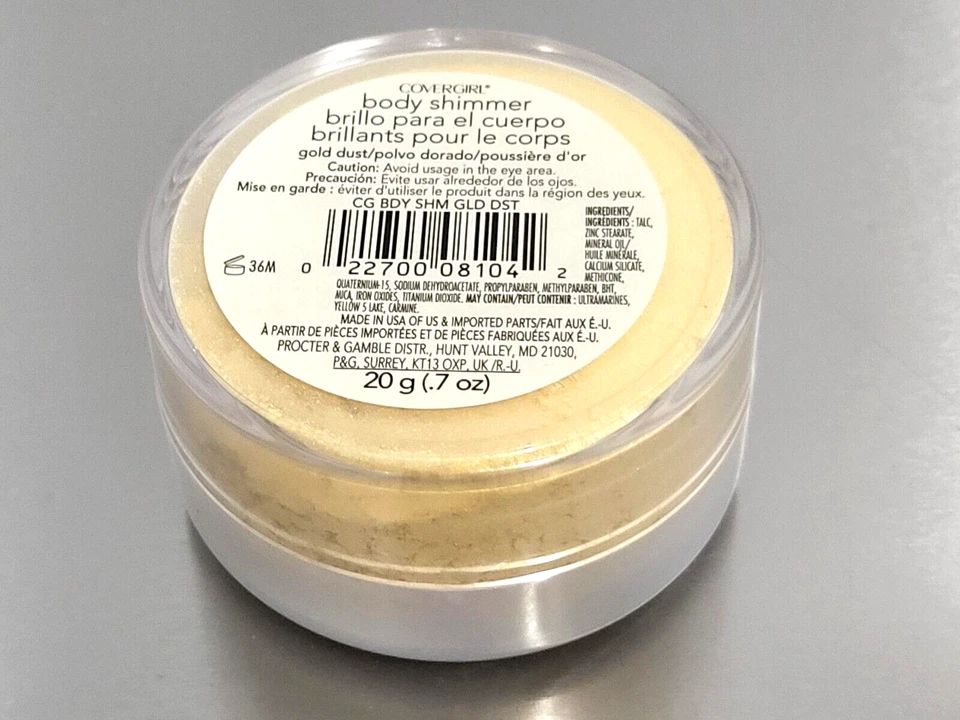 COVERGIRL®
body shimmer
brillo para el cuerpo
brillants pour le corps
gold dust/polvo dorado/poussière d'or
Caution: Avoid usage in the eye area.
Precaución: Evite usar alrededor de los ojos.
Mise en garde : éviter d'utiliser le produit dans la région des yeux.
CG BDY SHM GLD DST
INGREDIENTS/
INGRÉDIENTS : TALC,
ZINC STEARATE,
MINERAL OIL/
HUILE MINÉRALE,
CALCIUM SILICATE,
METHICONE,
36M
0 22700 08104 2
QUATERNIUM-15, SODIUM DEHYDROACETATE, PROPYLPARABEN, METHYLPARABEN, BHT,
MICA, IRON OXIDES, TITANIUM DIOXIDE. MAY CONTAIN/PEUT CONTENIR : ULTRAMARINES,
YELLOW 5 LAKE, CARMINE.
MADE IN USA OF US & IMPORTED PARTS/FAIT AUX É.-U.
À PARTIR DE PIÈCES IMPORTÉES ET DE PIÈCES FABRIQUÉES AUX É.-U.
PROCTER & GAMBLE DISTR., HUNT VALLEY, MD 21030,
P&G, SURREY, KT13 OXP, UK /R.-U.
20 g (.7 oz)